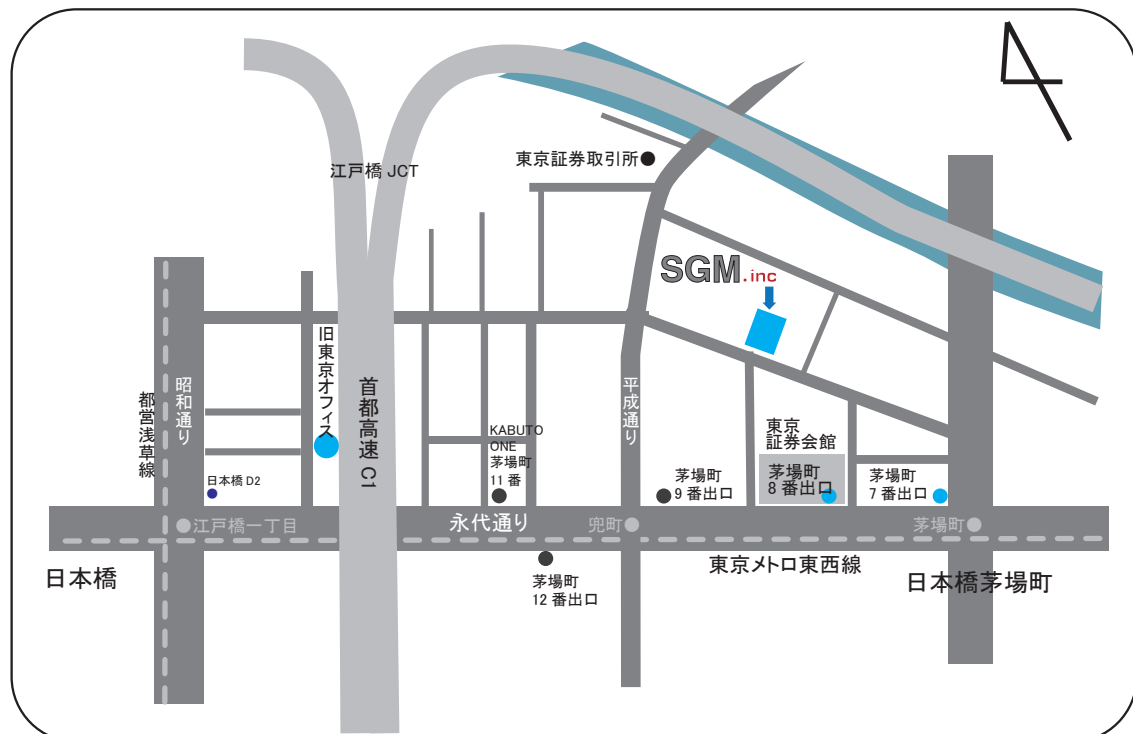 江戸橋 JCT
東京証券取引所
SGM.inc
旧東京オフィス
首都高速 C1
昭和通り
都営浅草線
平成通り
日本橋 D2
KABUTO
ONE
茅場町
11 番
茅場町
9 番出口
東京
証券会館
茅場町
8 番出口
茅場町
7 番出口
江戸橋一丁目
永代通り
兜町
茅場町
東京メトロ東西線
日本橋
茅場町
12 番出口
日本橋茅場町